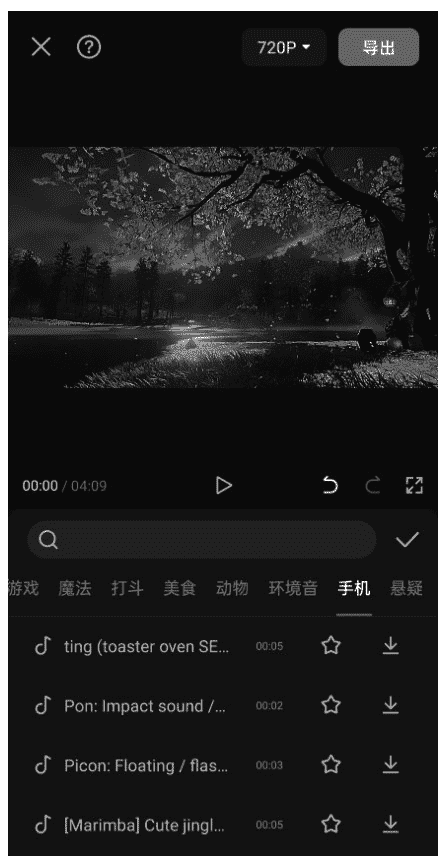 720P 导出
00:00 / 04:09
游戏 魔法 打斗 美食 动物 环境音 手机 悬疑
ting (toaster oven SE... 00:05
Pon: Impact sound /... 00:02
Picon: Floating / flas... 00:03
[Marimba] Cute jingl... 00:05